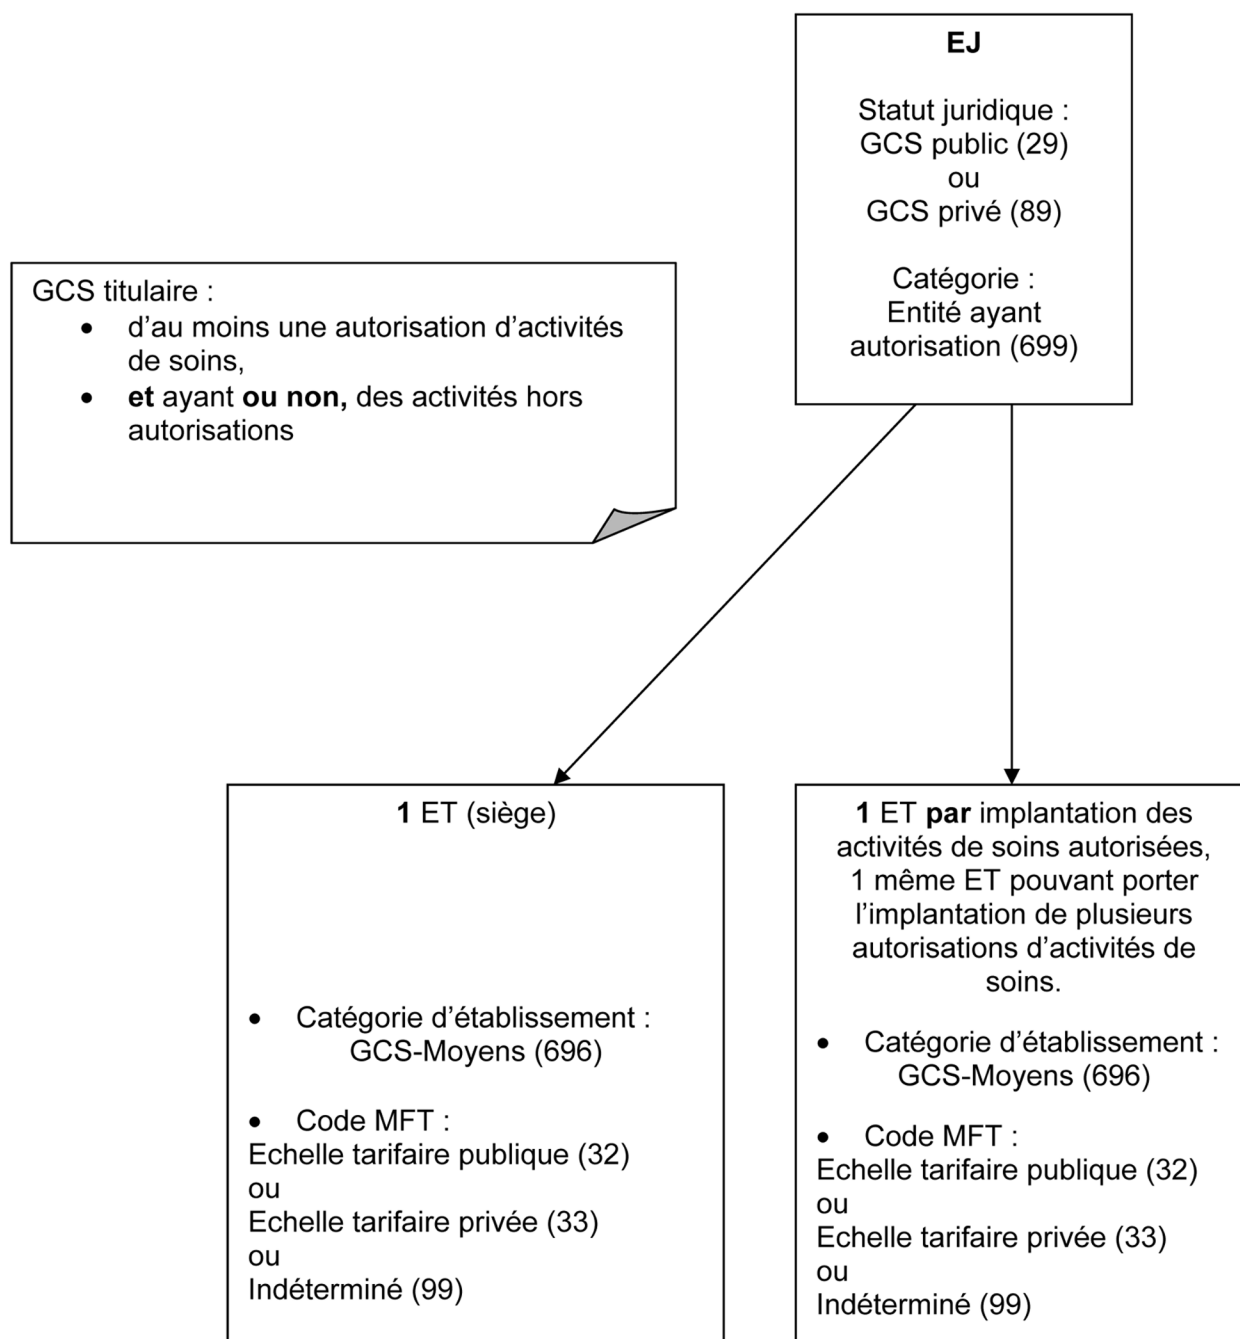 EJ
Statut juridique :
GCS public (29)
ou
GCS privé (89)
Catégorie :
Entité ayant
autorisation (699)
GCS titulaire :
• d’au moins une autorisation d’activités
de soins,
• et ayant ou non, des activités hors
autorisations
1 ET (siège)
• Catégorie d’établissement :
GCS-Moyens (696)
• Code MFT :
Echelle tarifaire publique (32)
ou
Echelle tarifaire privée (33)
ou
Indéterminé (99)
1 ET par implantation des
activités de soins autorisées,
1 même ET pouvant porter
l’implantation de plusieurs
autorisations d’activités de
soins.
• Catégorie d’établissement :
GCS-Moyens (696)
• Code MFT :
Echelle tarifaire publique (32)
ou
Echelle tarifaire privée (33)
ou
Indéterminé (99)